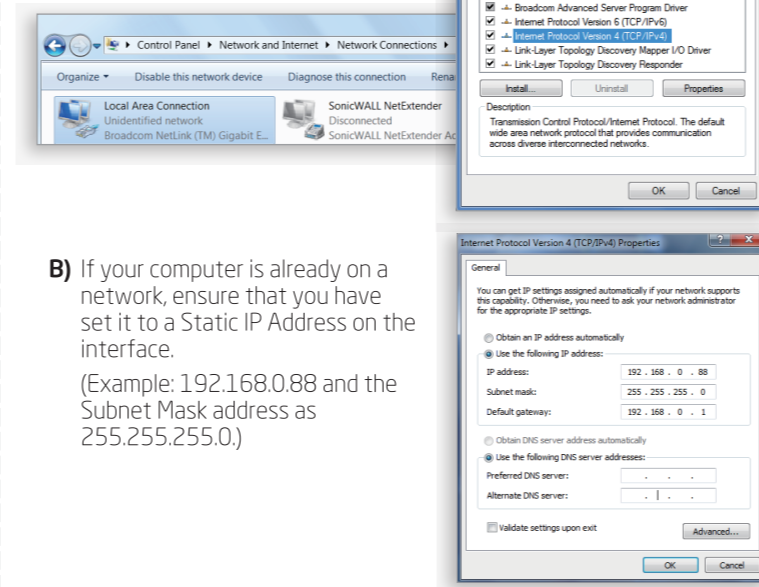 Control Panel ▸ Network and Internet ▸ Network Connections ▸
Organize ▾ Disable this network device Diagnose this connection
Local Area Connection
Unidentified network
Broadcom NetLink (TM) Gigabit E...
SonicWALL NetExtender
Disconnected
SonicWALL NetExtender
Broadcom Advanced Server Program Driver
Internet Protocol Version 6 (TCP/IPv6)
Internet Protocol Version 4 (TCP/IPv4)
Link-Layer Topology Discovery Mapper I/O Driver
Link-Layer Topology Discovery Responder
Install... Uninstall Properties
Description
Transmission Control Protocol/Internet Protocol. The default
wide area network protocol that provides communication
across diverse interconnected networks.
OK Cancel
B) If your computer is already on a
network, ensure that you have
set it to a Static IP Address on the
interface.
(Example: 192.168.0.88 and the
Subnet Mask address as
255.255.255.0.)
Internet Protocol Version 4 (TCP/IPv4) Properties
General
You can get IP settings assigned automatically if your network supports
this capability. Otherwise, you need to ask your network administrator
for the appropriate IP settings.
Obtain an IP address automatically
Use the following IP address:
IP address: 192 . 168 . 0 . 88
Subnet mask: 255 . 255 . 255 . 0
Default gateway: 192 . 168 . 0 . 1
Obtain DNS server address automatically
Use the following DNS server addresses:
Preferred DNS server: . . .
Alternate DNS server: . . .
Validate settings upon exit
Advanced...
OK Cancel